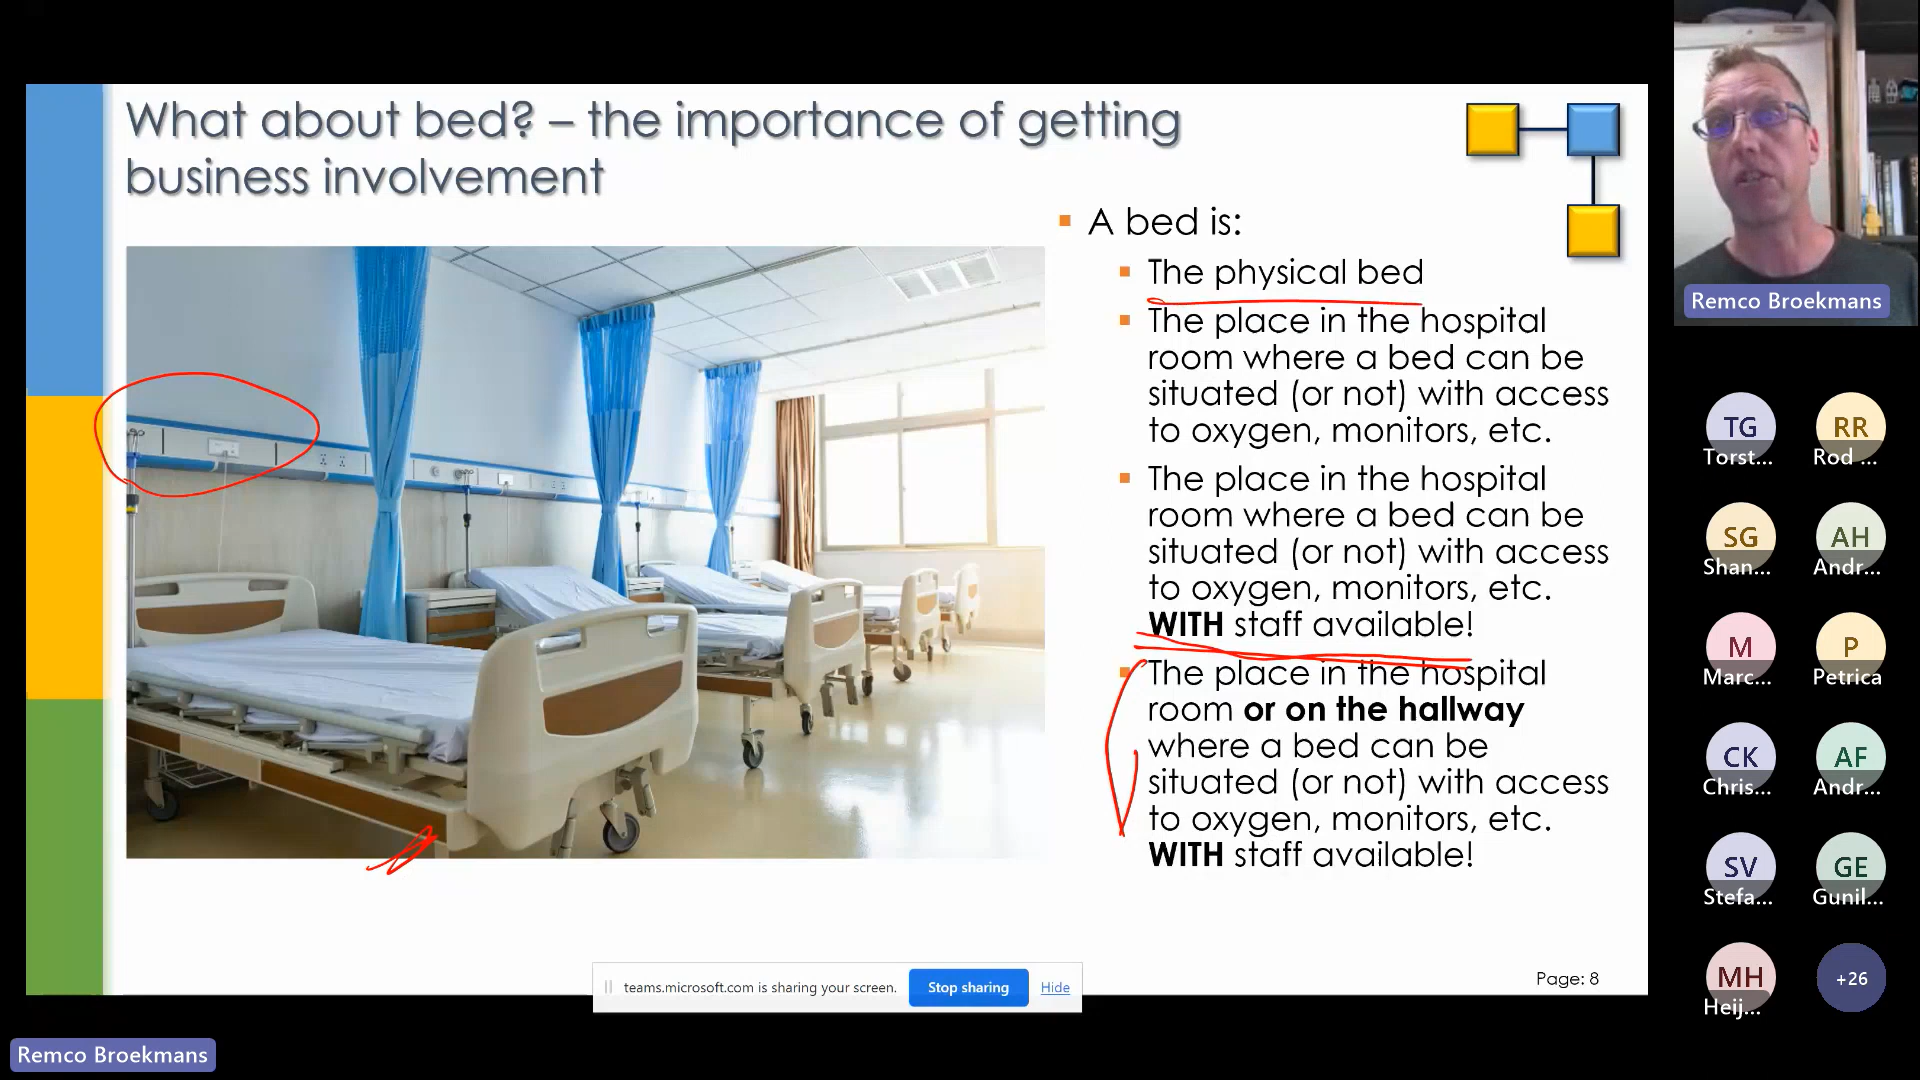 What about bed? – the importance of getting
business involvement
▪ A bed is:
▪ The physical bed
▪ The place in the hospital
room where a bed can be
situated (or not) with access
to oxygen, monitors, etc.
▪ The place in the hospital
room where a bed can be
situated (or not) with access
to oxygen, monitors, etc.
WITH staff available!
▪ The place in the hospital
room or on the hallway
where a bed can be
situated (or not) with access
to oxygen, monitors, etc.
WITH staff available!
Page: 8
teams.microsoft.com is sharing your screen.
Stop sharing
Hide
Remco Broekmans
Remco Broekmans
TG
Torst...
RR
Rod ...
SG
Shan...
AH
Andr...
M
Marc...
P
Petrica
CK
Chris...
AF
Andr...
SV
Stefa...
GE
Gunil...
MH
Heij...
+26